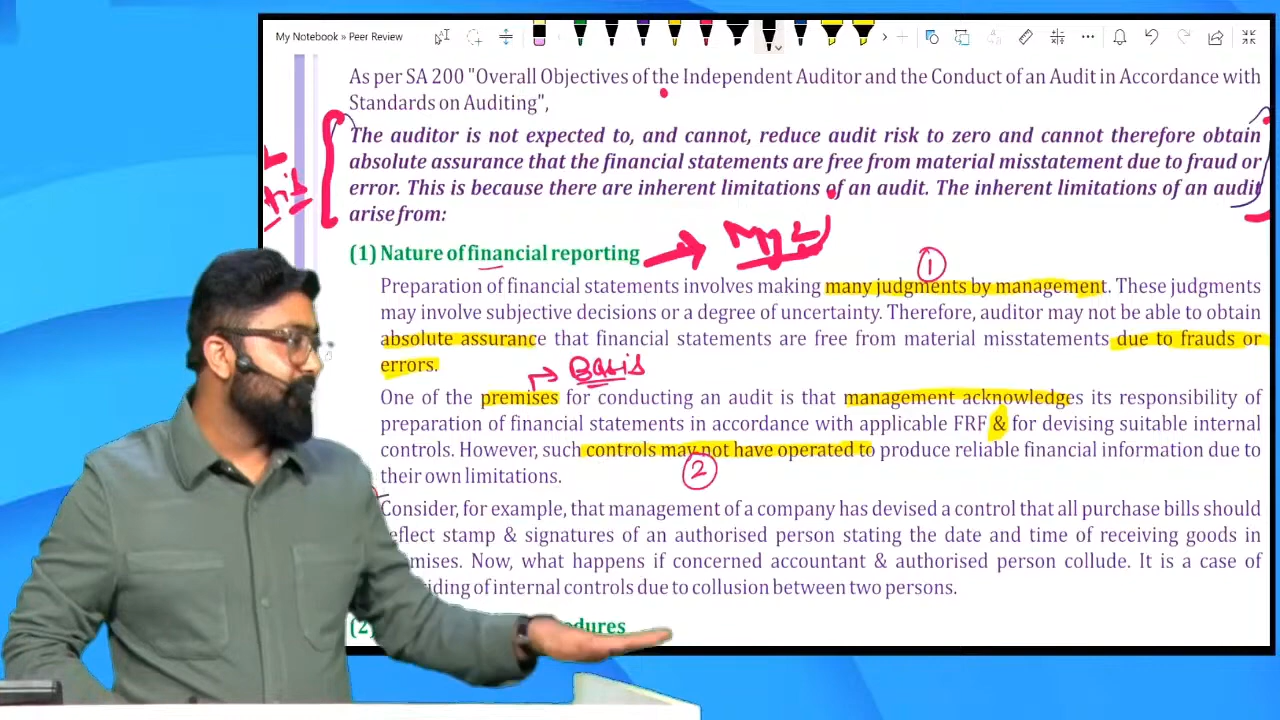 My Notebook » Peer Review
As per SA 200 "Overall Objectives of the Independent Auditor and the Conduct of an Audit in Accordance with
Standards on Auditing",
The auditor is not expected to, and cannot, reduce audit risk to zero and cannot therefore obtain
absolute assurance that the financial statements are free from material misstatement due to fraud or
error. This is because there are inherent limitations of an audit. The inherent limitations of an audit
arise from:
(1) Nature of financial reporting
1
Preparation of financial statements involves making many judgments by management. These judgments
may involve subjective decisions or a degree of uncertainty. Therefore, auditor may not be able to obtain
absolute assurance that financial statements are free from material misstatements due to frauds or
errors.
Basis
One of the premises for conducting an audit is that management acknowledges its responsibility of
preparation of financial statements in accordance with applicable FRF & for devising suitable internal
controls. However, such controls may not have operated to produce reliable financial information due to
their own limitations.
2
Consider, for example, that management of a company has devised a control that all purchase bills should
reflect stamp & signatures of an authorised person stating the date and time of receiving goods in
mises. Now, what happens if concerned accountant & authorised person collude. It is a case of
riding of internal controls due to collusion between two persons.
(2) edures